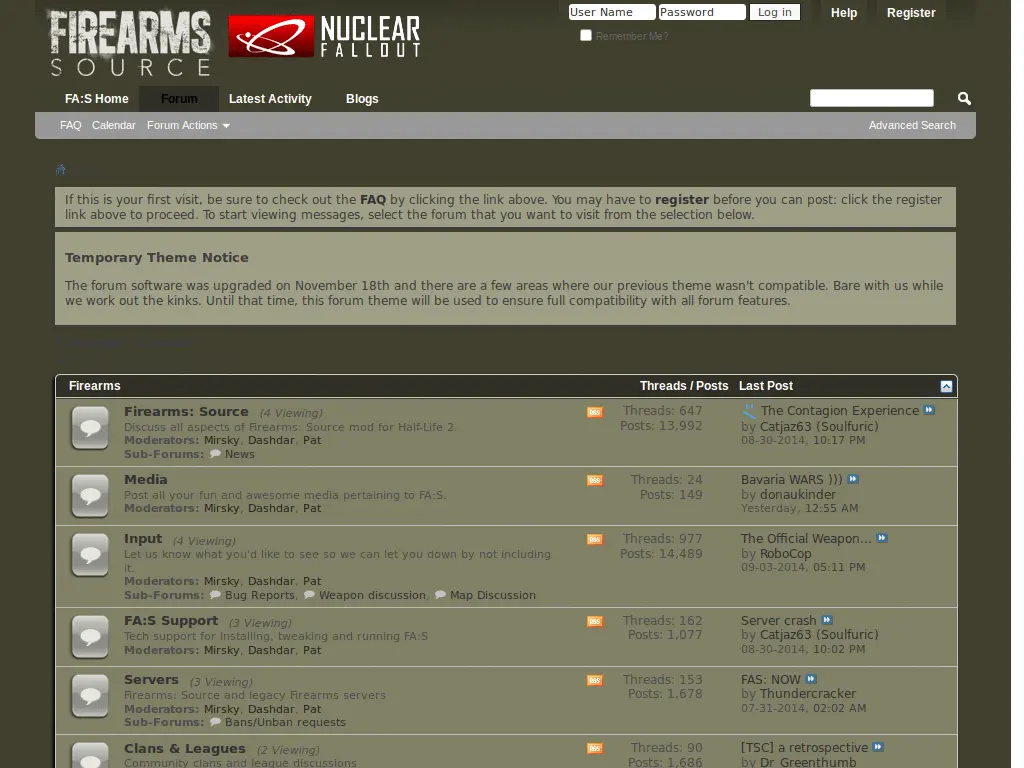 FIREARMS
SOURCE
NUCLEAR
FALLOUT
User Name
Password
Log in
Help
Register
Remember Me?
FA:S Home
Forum
Latest Activity
Blogs
FAQ
Calendar
Forum Actions
Advanced Search
If this is your first visit, be sure to check out the FAQ by clicking the link above. You may have to register before you can post: click the register
link above to proceed. To start viewing messages, select the forum that you want to visit from the selection below.
Temporary Theme Notice
The forum software was upgraded on November 18th and there are a few areas where our previous theme wasn't compatible. Bare with us while
we work out the kinks. Until that time, this forum theme will be used to ensure full compatibility with all forum features.
Firearms
Threads / Posts
Last Post
Firearms: Source (4 Viewing)
Discuss all aspects of Firearms: Source mod for Half-Life 2.
Moderators: Mirsky, Dashdar, Pat
Sub-Forums: News
RSS
Threads: 647
Posts: 13,992
The Contagion Experience
by Catjaz63 (Soulfuric)
08-30-2014, 10:17 PM
Media
Post all your fun and awesome media pertaining to FA:S.
Moderators: Mirsky, Dashdar, Pat
RSS
Threads: 24
Posts: 149
Bavaria WARS )))
by donaukinder
Yesterday, 12:55 AM
Input (4 Viewing)
Let us know what you'd like to see so we can let you down by not including
it.
Moderators: Mirsky, Dashdar, Pat
Sub-Forums: Bug Reports, Weapon discussion, Map Discussion
RSS
Threads: 977
Posts: 14,489
The Official Weapon...
by RoboCop
09-03-2014, 05:11 PM
FA:S Support (3 Viewing)
Tech support for installing, tweaking and running FA:S
Moderators: Mirsky, Dashdar, Pat
RSS
Threads: 162
Posts: 1,077
Server crash
by Catjaz63 (Soulfuric)
08-30-2014, 10:02 PM
Servers (3 Viewing)
Firearms: Source and legacy Firearms servers
Moderators: Mirsky, Dashdar, Pat
Sub-Forums: Bans/Unban requests
RSS
Threads: 153
Posts: 1,678
FAS: NOW
by Thundercracker
07-31-2014, 02:02 AM
Clans & Leagues (2 Viewing)
Community clans and league discussions
RSS
Threads: 90
Posts: 1,686
[TSC] a retrospective
by Dr_Greenthumb